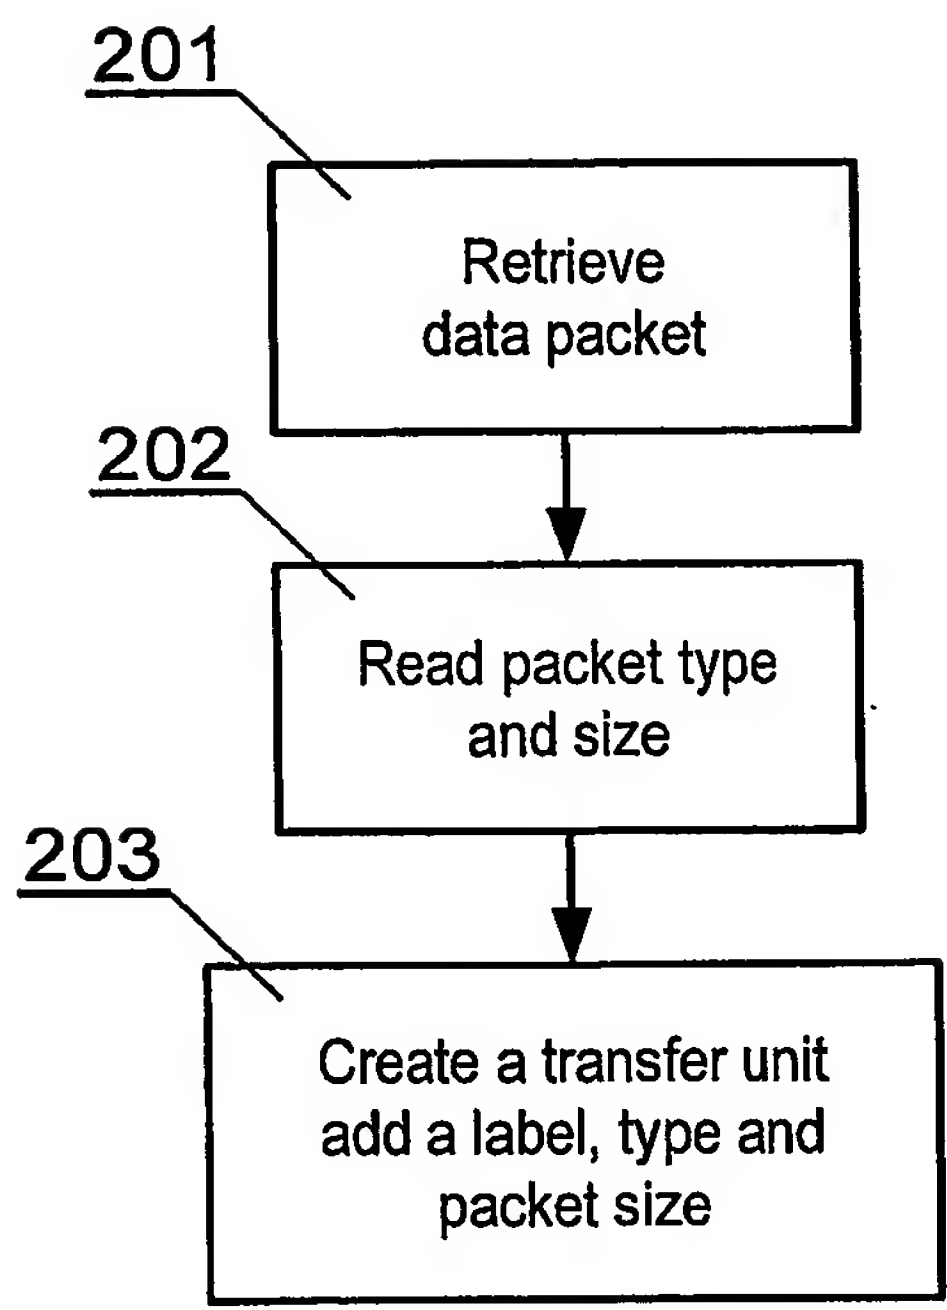 201
Retrieve
data packet
202
Read packet type
and size
203
Create a transfer unit
add a label, type and
packet size